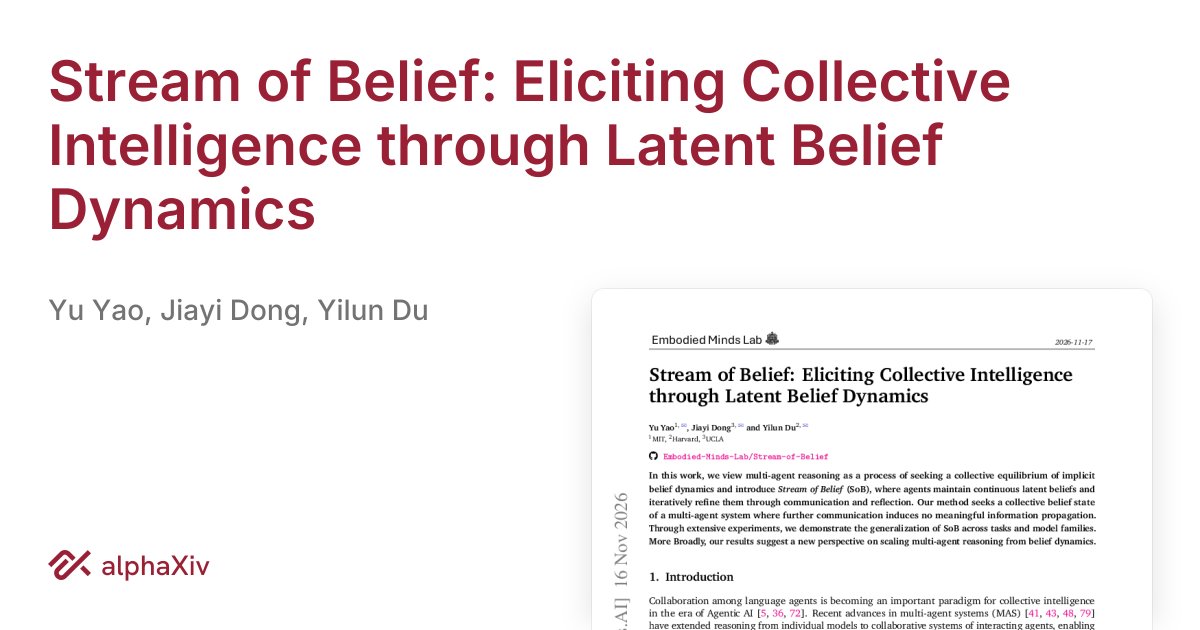 Stream of Belief: Eliciting Collective
Intelligence through Latent Belief
Dynamics
Yu Yao, Jiayi Dong, Yilun Du
alphaXiv
Embodied Minds Lab
2026-11-17
Stream of Belief: Eliciting Collective Intelligence
through Latent Belief Dynamics
Yu Yao1, ✉, Jiayi Dong3, ✉ and Yilun Du2, ✉
1MIT, 2Harvard, 3UCLA
Embodied-Minds-Lab/Stream-of-Belief
In this work, we view multi-agent reasoning as a process of seeking a collective equilibrium of implicit
belief dynamics and introduce Stream of Belief (SoB), where agents maintain continuous latent beliefs and
iteratively refine them through communication and reflection. Our method seeks a collective belief state
of a multi-agent system where further communication induces no meaningful information propagation.
Through extensive experiments, we demonstrate the generalization of SoB across tasks and model families.
More Broadly, our results suggest a new perspective on scaling multi-agent reasoning from belief dynamics.
1. Introduction
Collaboration among language agents is becoming an important paradigm for collective intelligence
in the era of Agentic AI [5, 36, 72]. Recent advances in multi-agent systems (MAS) [41, 43, 48, 79]
have extended reasoning from individual models to collaborative systems of interacting agents, enabling
.AI] 16 Nov 2026